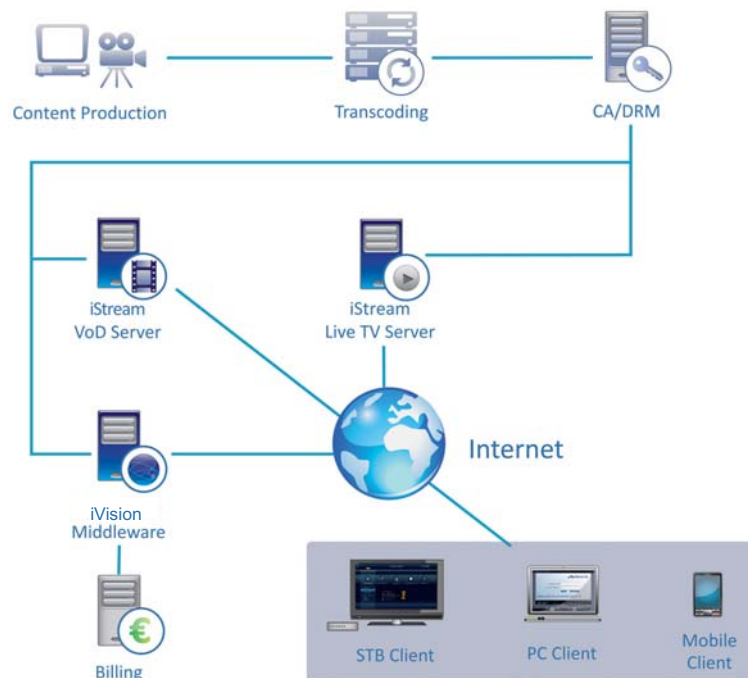 Content Production
Transcoding
CA/DRM
iStream
VoD Server
iStream
Live TV Server
Internet
iVision
Middleware
Billing
STB Client
PC Client
Mobile
Client